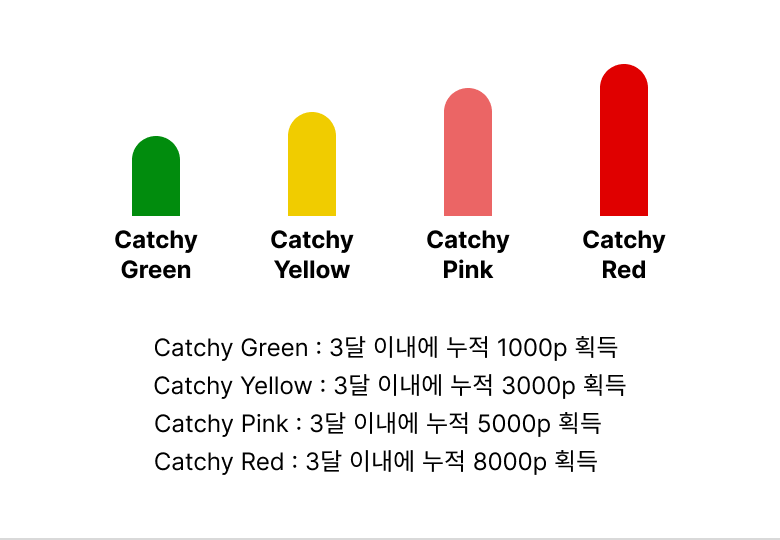 Catchy
Green
Catchy
Yellow
Catchy
Pink
Catchy
Red
Catchy Green : 3달 이내에 누적 1000p 획득
Catchy Yellow : 3달 이내에 누적 3000p 획득
Catchy Pink : 3달 이내에 누적 5000p 획득
Catchy Red : 3달 이내에 누적 8000p 획득